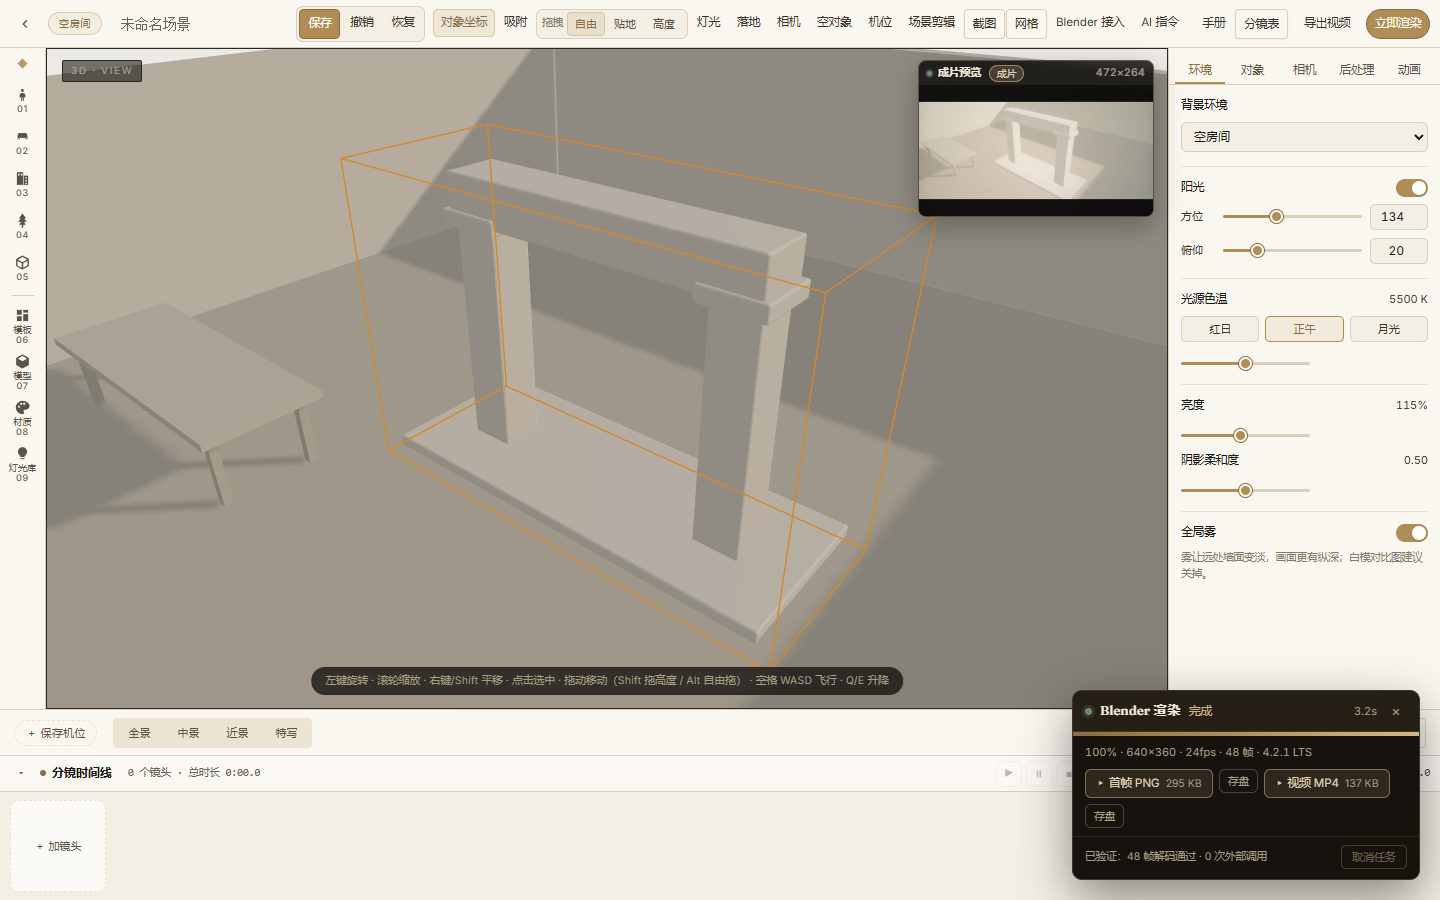 空房间
未命名场景
保存 撤销 恢复
对象坐标 吸附
拖拽 自由 贴地 高度
灯光 落地 相机 空对象 机位 场景剪辑 截图 网格 Blender 接入 AI 指令 手册 分镜表 导出视频 立即渲染
01
02
03
04
05
模板
06
模型
07
材质
08
灯光库
09
3D · VIEW
成片预览 成片 472×264
左键旋转 · 滚轮缩放 · 右键/Shift 平移 · 点击选中 · 拖动移动（Shift 拖高度 / Alt 自由拖） · 空格 WASD 飞行 · Q/E 升降
环境 对象 相机 后处理 动画
背景环境
空房间
阳光
方位 134
俯仰 20
光源色温 5500 K
红日 正午 月光
亮度 115%
阴影柔和度 0.50
全局雾
雾让远处墙面变淡，画面更有纵深；白模对比图建议
关掉。
+ 保存机位
全景 中景 近景 特写
分镜时间线 0 个镜头 · 总时长 0:00.0
+ 加镜头
Blender 渲染 完成 3.2s ×
100% · 640×360 · 24fps · 48 帧 · 4.2.1 LTS
首帧 PNG 295 KB 存盘 视频 MP4 137 KB
存盘
已验证：48 帧解码通过 · 0 次外部调用 取消任务